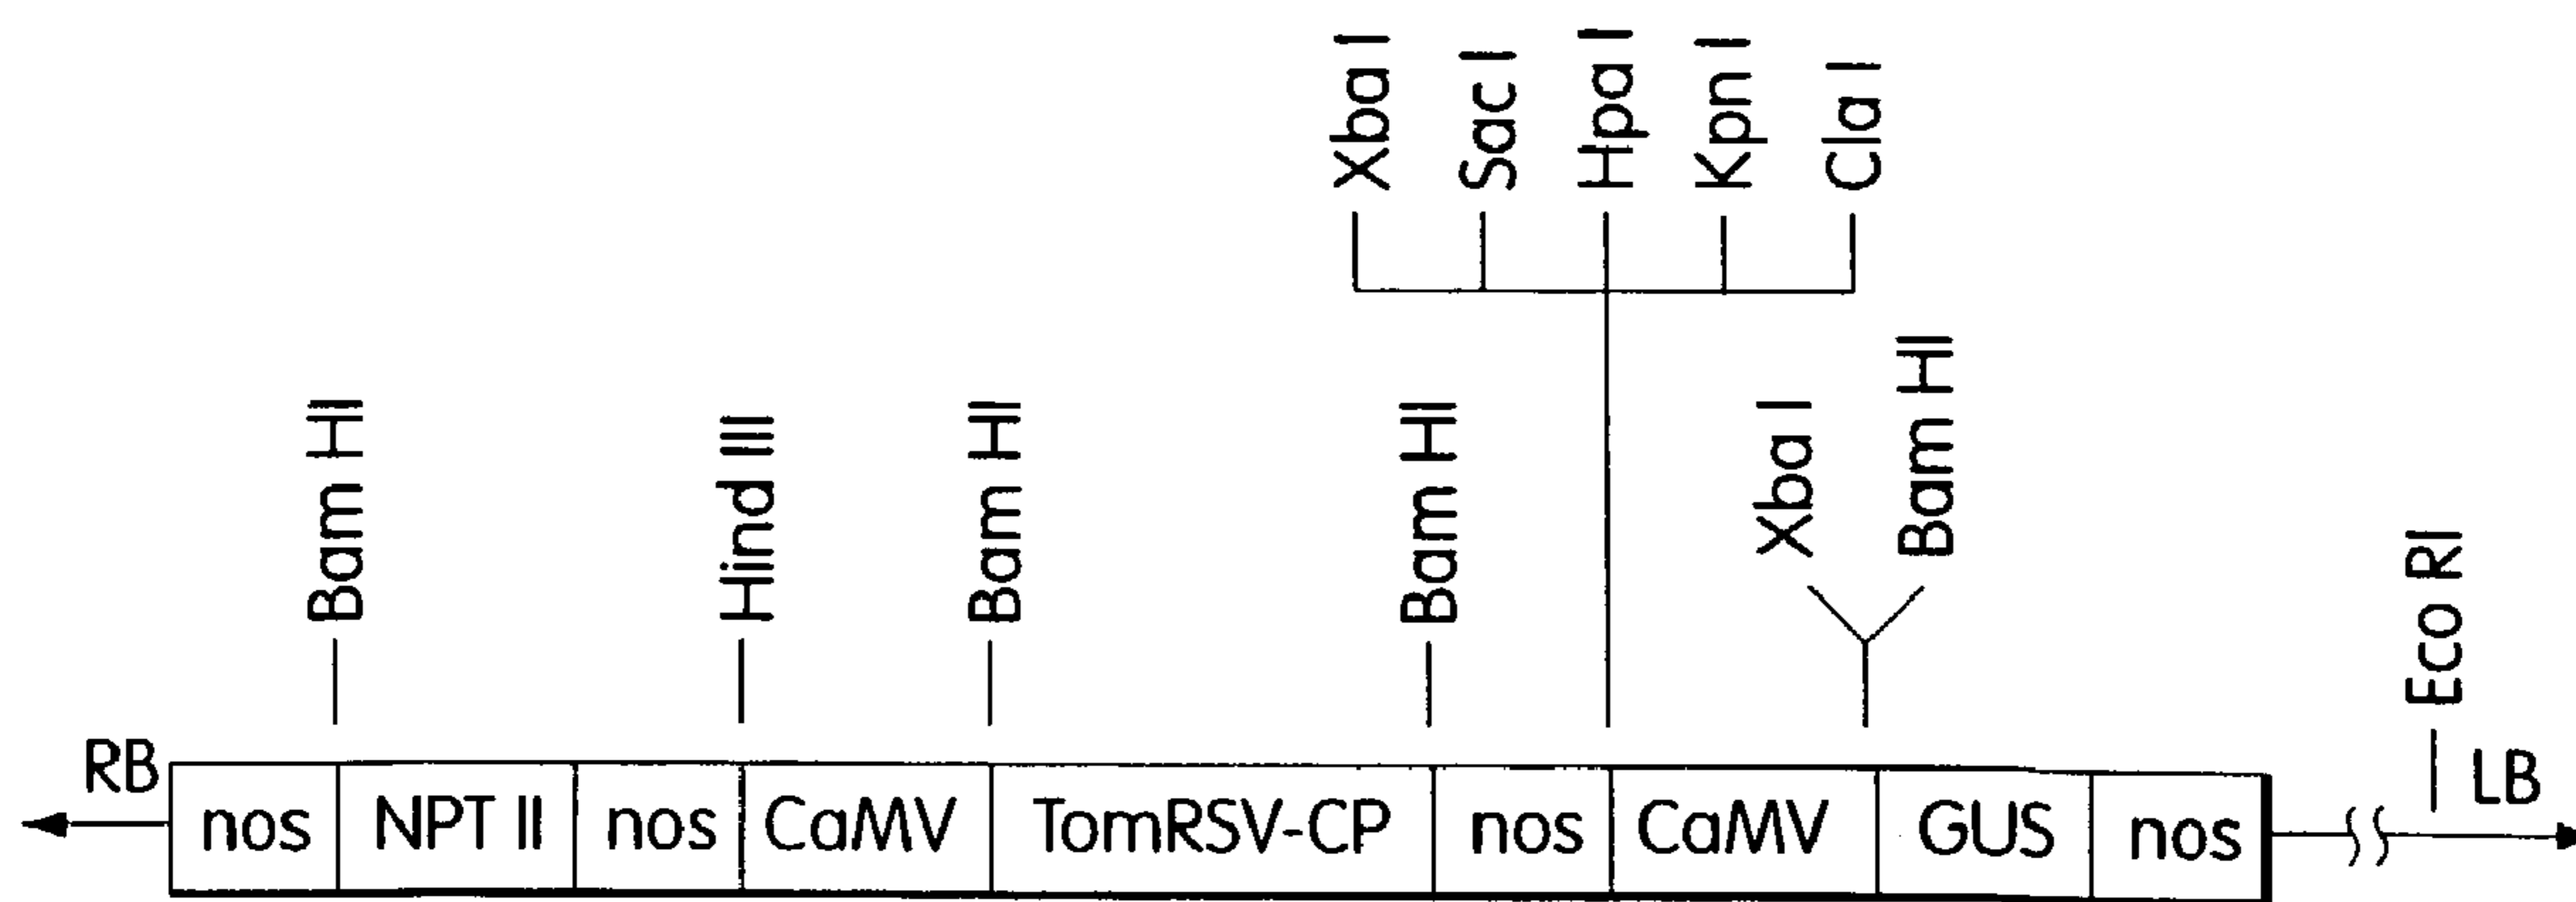 Xba I
Sac I
Hpa I
Kpn I
Cla I
Bam HI
Hind III
Bam HI
Bam HI
Xba I
Bam HI
Eco RI
RB
nos
NPT II
nos
CaMV
TomRSV-CP
nos
CaMV
GUS
nos
LB